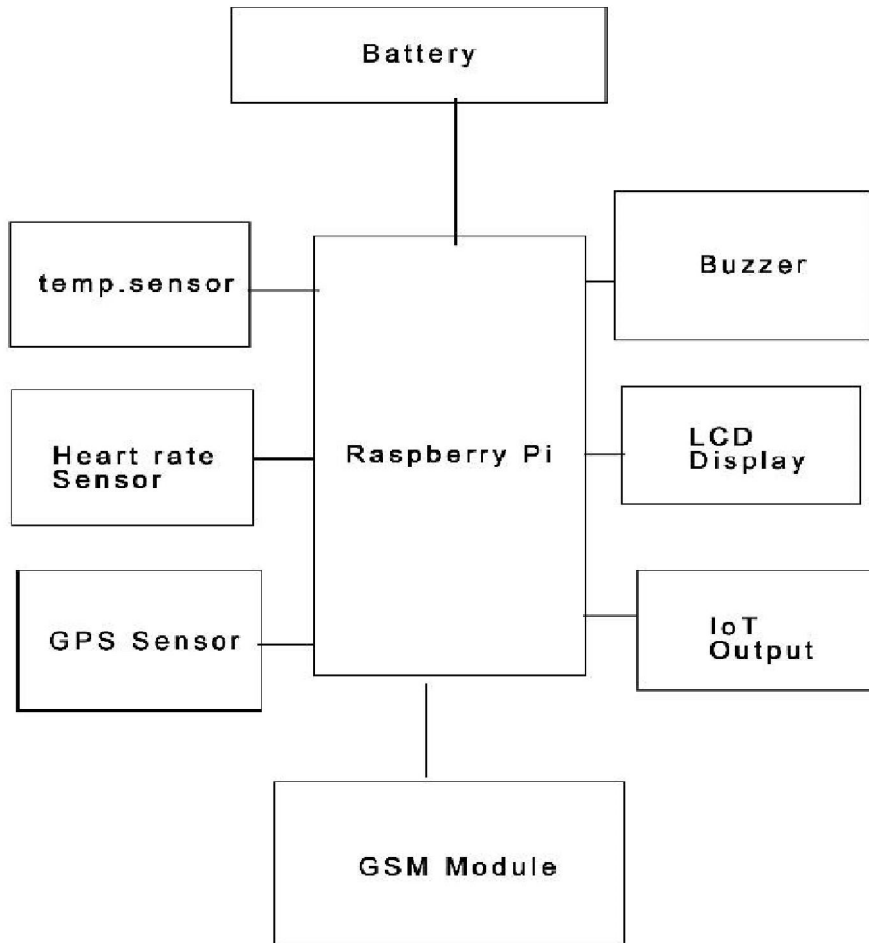 Battery
temp.sensor
Buzzer
Heart rate
Sensor
Raspberry Pi
LCD
Display
GPS Sensor
IoT
Output
GSM Module